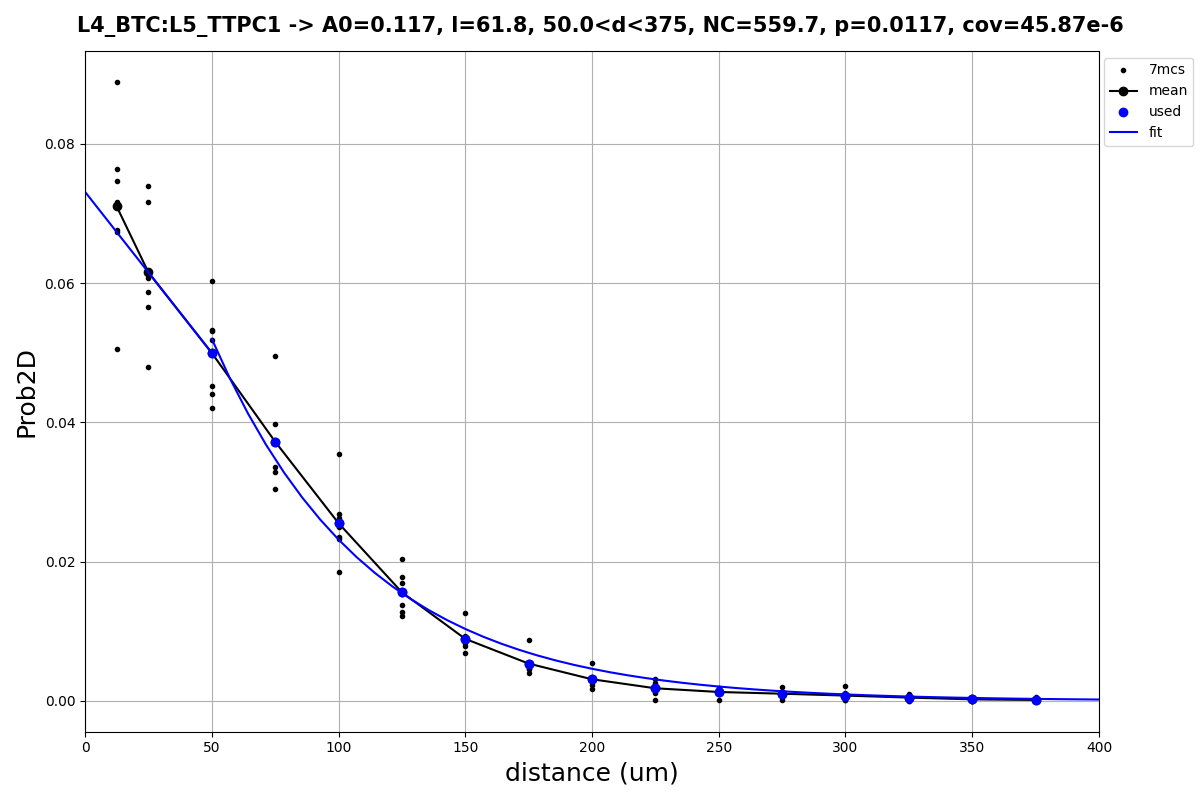 L4_BTC:L5_TTPC1 -> A0=0.117, l=61.8, 50.0<d<375, NC=559.7, p=0.0117, cov=45.87e-6
7mcs
mean
used
fit
0.08
0.06
0.04
0.02
0.00
Prob2D
0 50 100 150 200 250 300 350 400
distance (um)